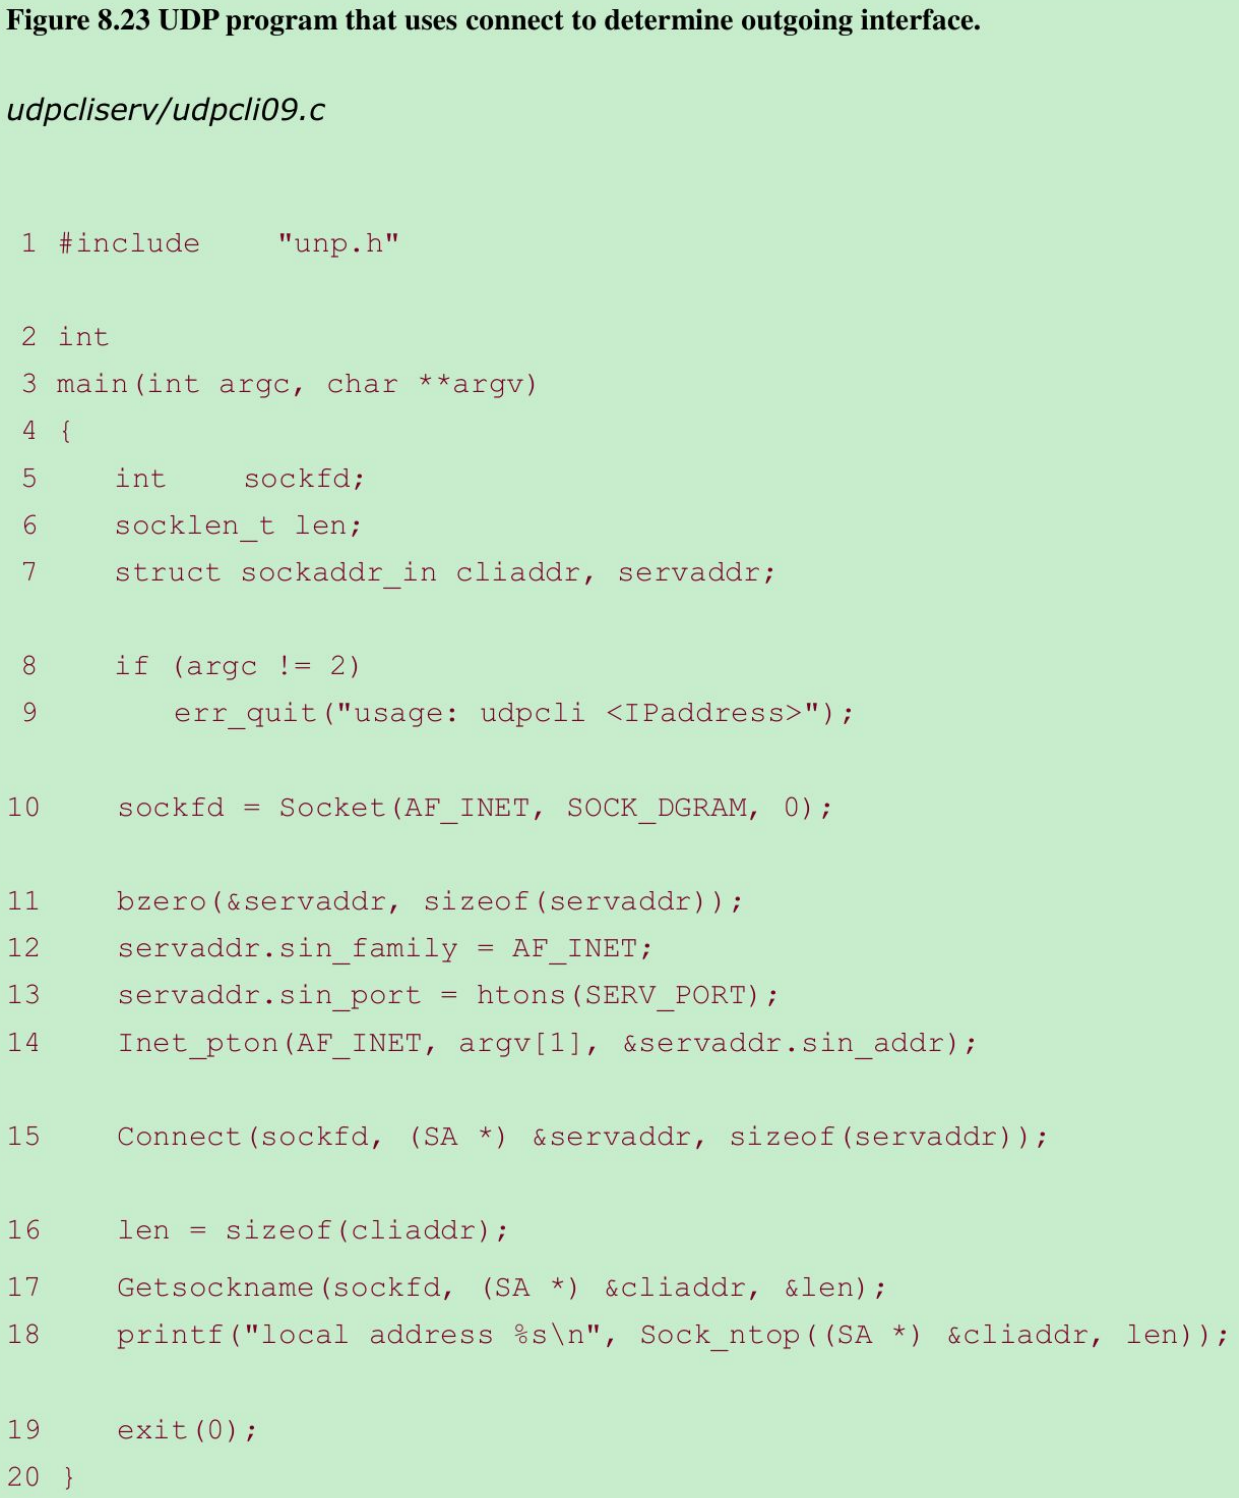 Figure 8.23 UDP program that uses connect to determine outgoing interface.
udpcliserv/udpcli09.c
1 #include    "unp.h"
2 int
3 main(int argc, char **argv)
4 {
5    int    sockfd;
6    socklen_t len;
7    struct sockaddr_in cliaddr, servaddr;
8    if (argc != 2)
9       err_quit("usage: udpcli <IPaddress>");
10    sockfd = Socket(AF_INET, SOCK_DGRAM, 0);
11    bzero(&servaddr, sizeof(servaddr));
12    servaddr.sin_family = AF_INET;
13    servaddr.sin_port = htons(SERV_PORT);
14    Inet_pton(AF_INET, argv[1], &servaddr.sin_addr);
15    Connect(sockfd, (SA *) &servaddr, sizeof(servaddr));
16    len = sizeof(cliaddr);
17    Getsockname(sockfd, (SA *) &cliaddr, &len);
18    printf("local address %s\n", Sock_ntop((SA *) &cliaddr, len));
19    exit(0);
20 }